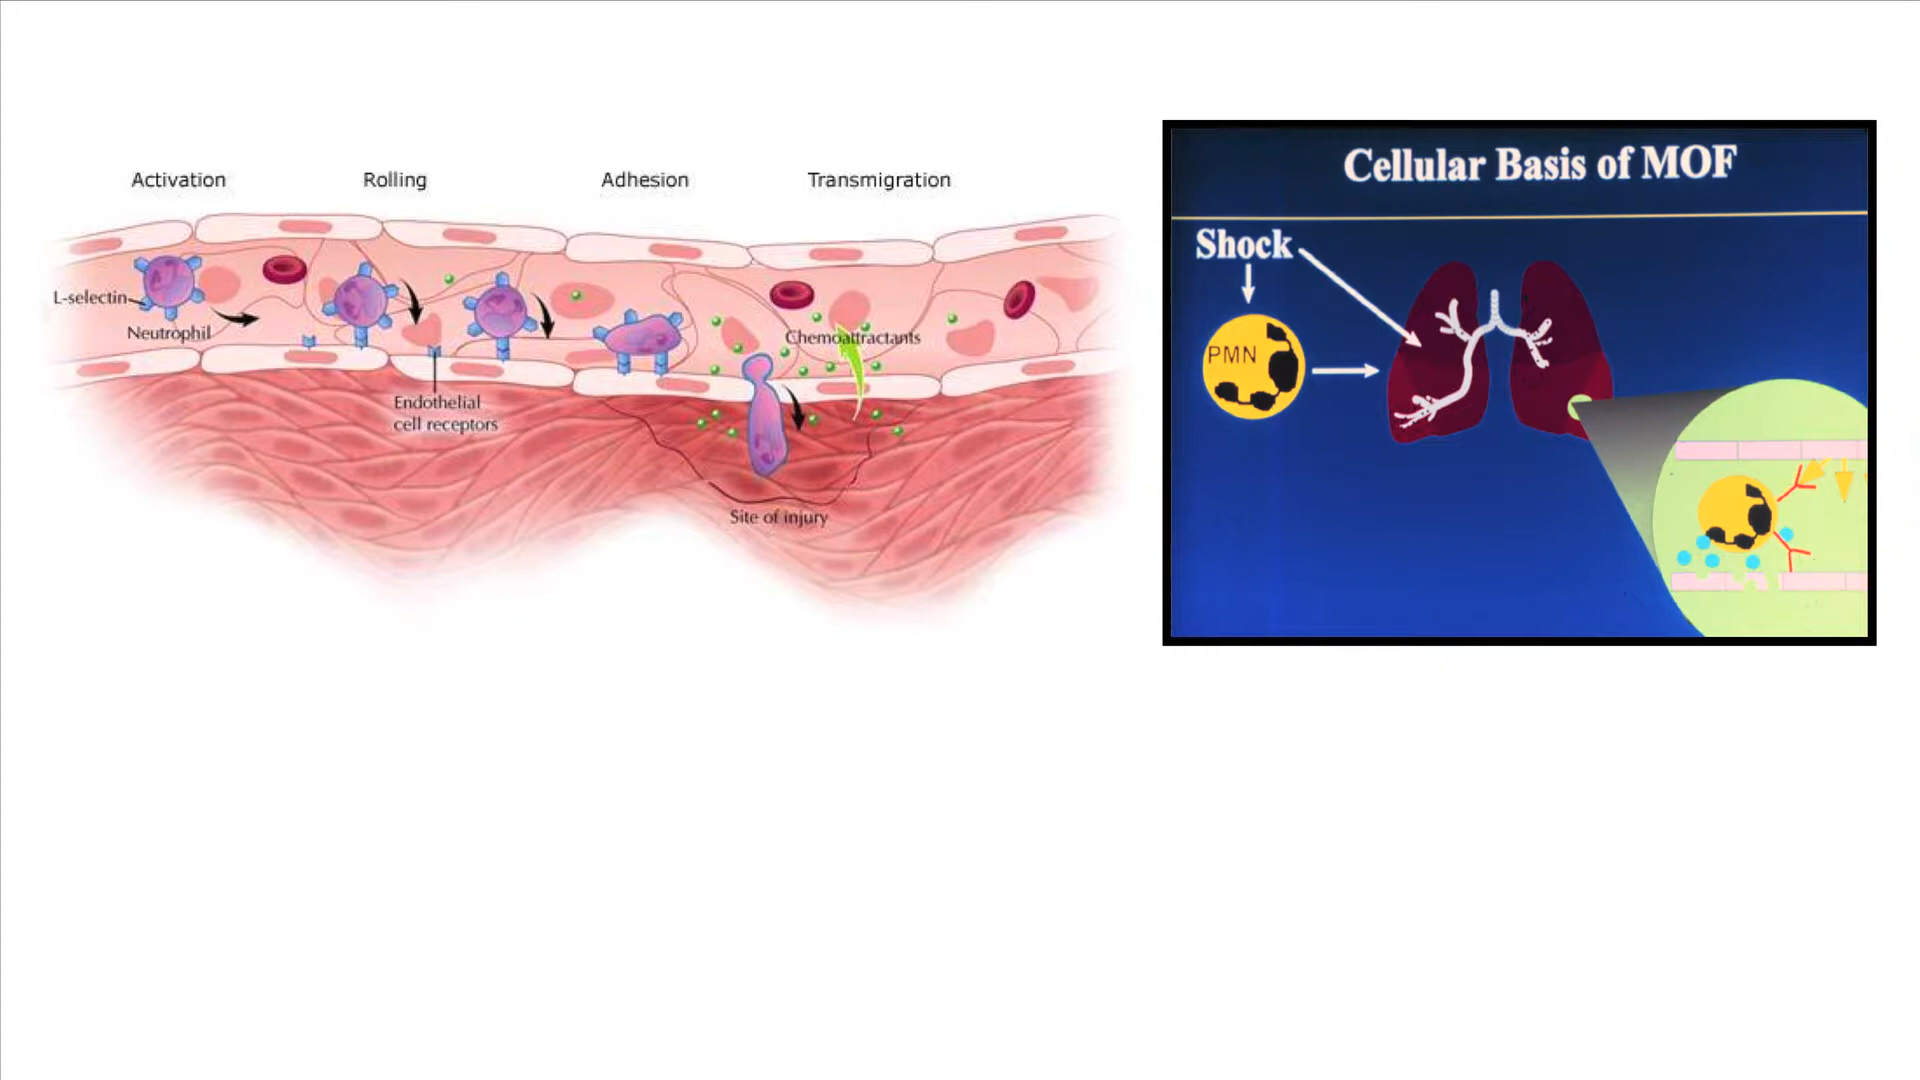 Activation
Rolling
Adhesion
Transmigration
L-selectin
Neutrophil
Chemoattractants
Endothelial
cell receptors
Site of injury
Cellular Basis of MOF
Shock
PMN